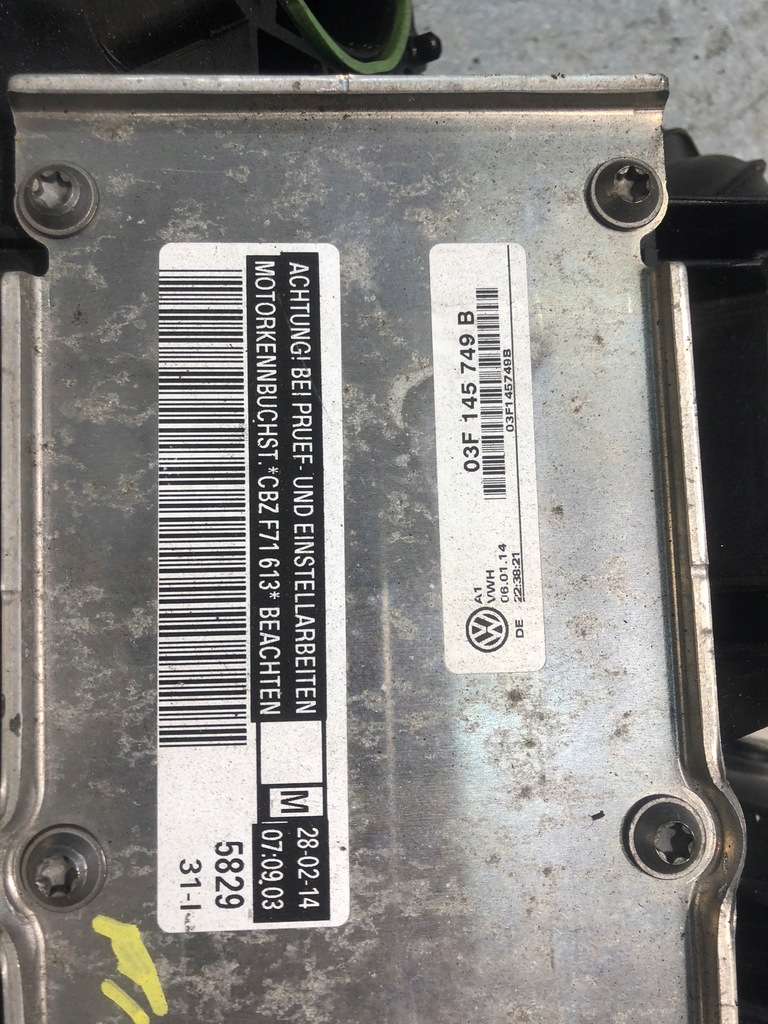 ACHTUNG! BEI PRUEF- UND EINSTELLARBEITEN
MOTORKENNBUCHST.*CBZ F71 613* BEACHTEN
M
28-02-14
07:09.03
5829
31-I
03F 145 749 B
03F145749B
A1
VWH
06.01.14
22:38:21
DE